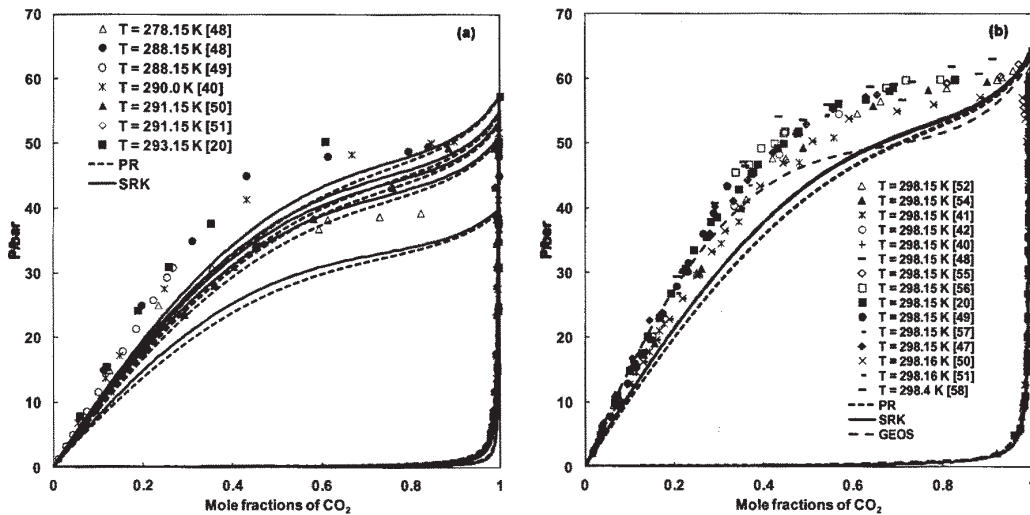 70
60
50
40
30
20
10
0
P/bar
(a)
T = 278.15 K [48]
T = 288.15 K [48]
T = 288.15 K [49]
T = 290.0 K [40]
T = 291.15 K [50]
T = 291.15 K [51]
T = 293.15 K [20]
PR
SRK
0 0.2 0.4 0.6 0.8 1
Mole fractions of CO₂
70
60
50
40
30
20
10
0
P/bar
(b)
T = 298.15 K [52]
T = 298.15 K [54]
T = 298.15 K [41]
T = 298.15 K [42]
T = 298.15 K [40]
T = 298.15 K [48]
T = 298.15 K [55]
T = 298.15 K [56]
T = 298.15 K [20]
T = 298.15 K [49]
T = 298.15 K [57]
T = 298.15 K [47]
T = 298.16 K [50]
T = 298.16 K [51]
T = 298.4 K [58]
PR
SRK
GEOS
0 0.2 0.4 0.6 0.8 1
Mole fractions of CO₂